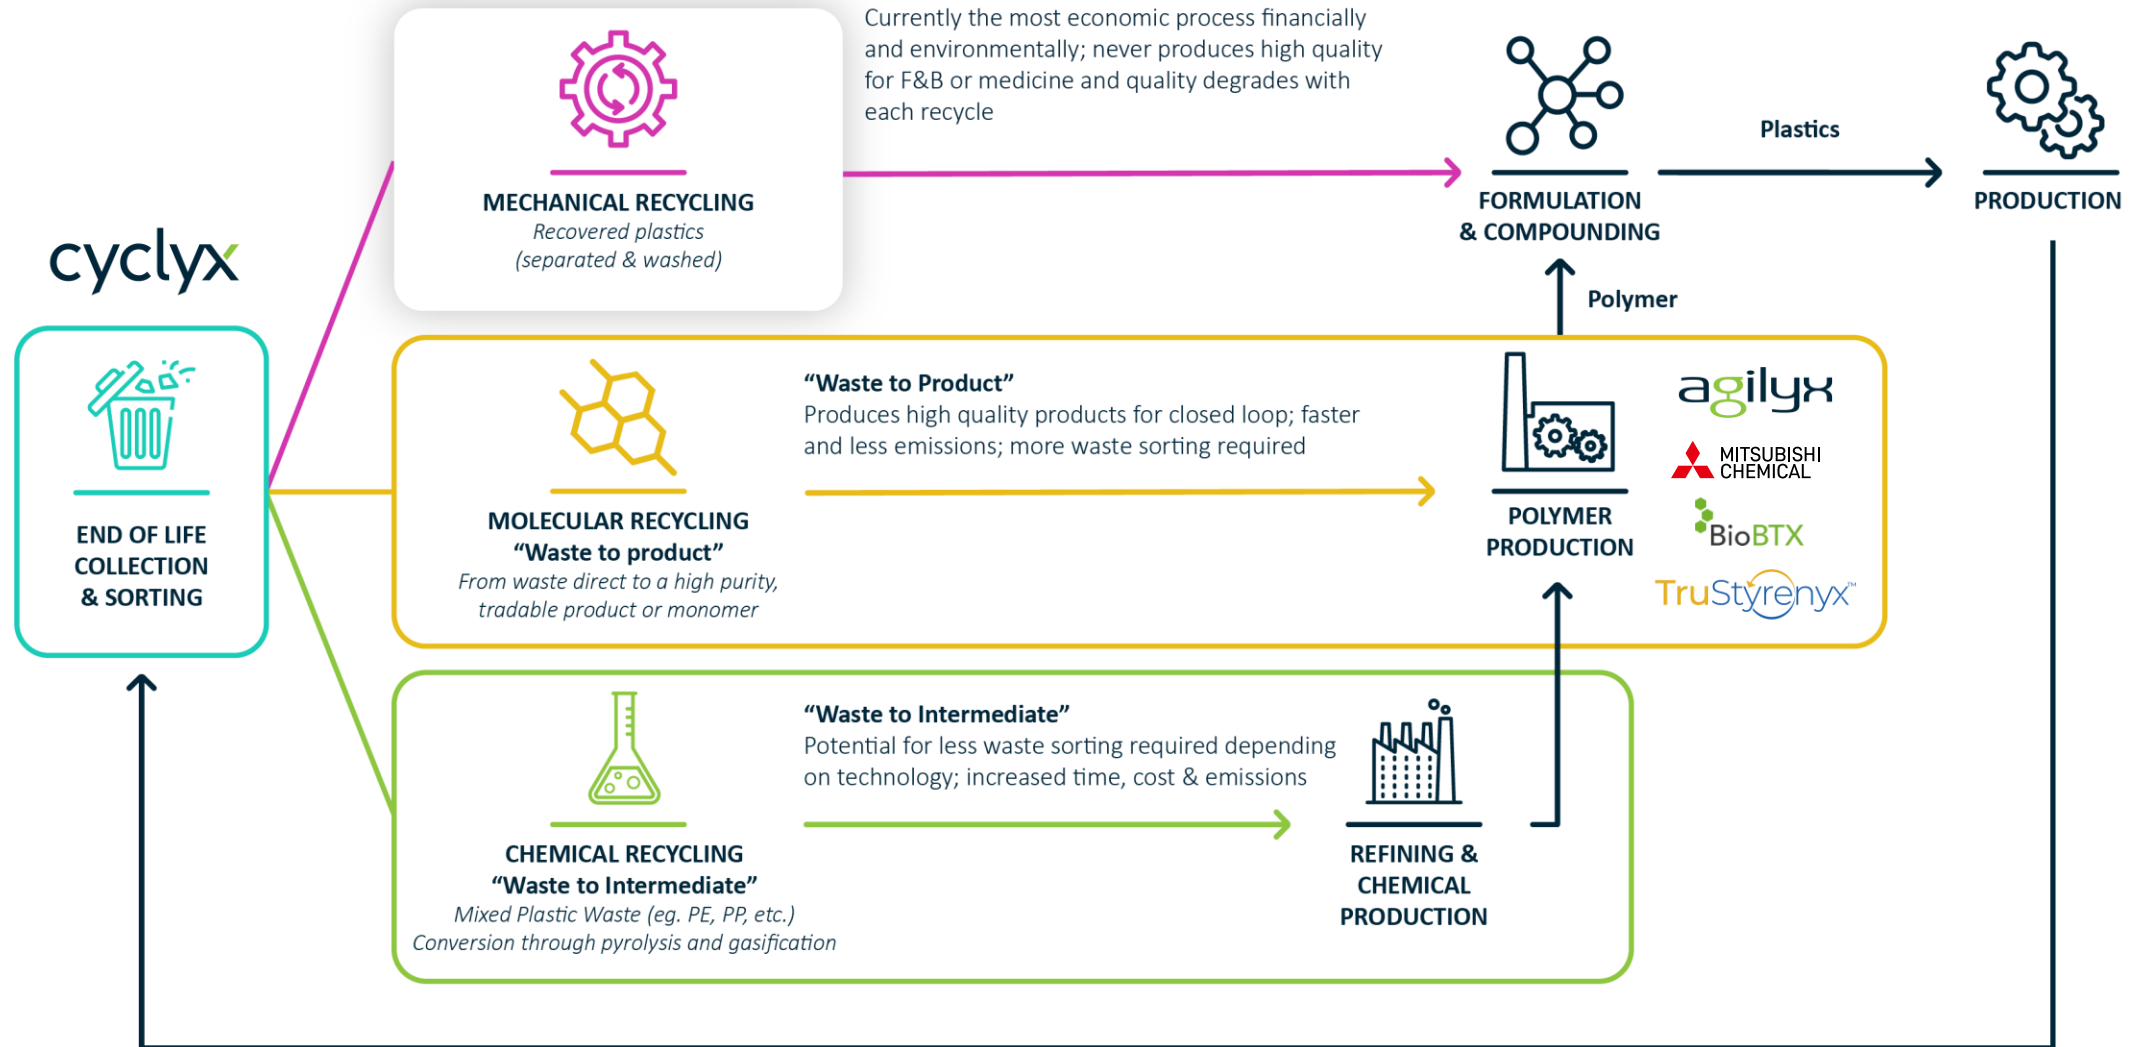 Currently the most economic process financially
and environmentally; never produces high quality
for F&B or medicine and quality degrades with
each recycle
MECHANICAL RECYCLING
Recovered plastics
(separated & washed)
FORMULATION
& COMPOUNDING
Plastics
PRODUCTION
cyclyx
END OF LIFE
COLLECTION
& SORTING
Polymer
MOLECULAR RECYCLING
“Waste to product”
From waste direct to a high purity,
tradable product or monomer
“Waste to Product”
Produces high quality products for closed loop; faster
and less emissions; more waste sorting required
POLYMER
PRODUCTION
agilyx
MITSUBISHI
CHEMICAL
BioBTX
TruStyrenyx™
CHEMICAL RECYCLING
“Waste to Intermediate”
Mixed Plastic Waste (eg. PE, PP, etc.)
Conversion through pyrolysis and gasification
“Waste to Intermediate”
Potential for less waste sorting required depending
on technology; increased time, cost & emissions
REFINING &
CHEMICAL
PRODUCTION